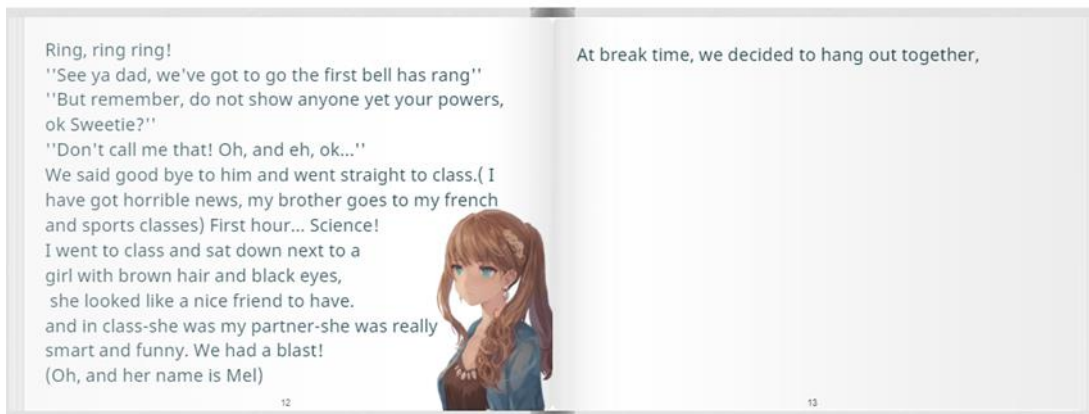 Ring, ring ring!
''See ya dad, we've got to go the first bell has rang''
''But remember, do not show anyone yet your powers,
ok Sweetie?''
''Don't call me that! Oh, and eh, ok...''
We said good bye to him and went straight to class.( I
have got horrible news, my brother goes to my french
and sports classes) First hour... Science!
I went to class and sat down next to a
girl with brown hair and black eyes,
she looked like a nice friend to have.
and in class-she was my partner-she was really
smart and funny. We had a blast!
(Oh, and her name is Mel)
12
At break time, we decided to hang out together,
13